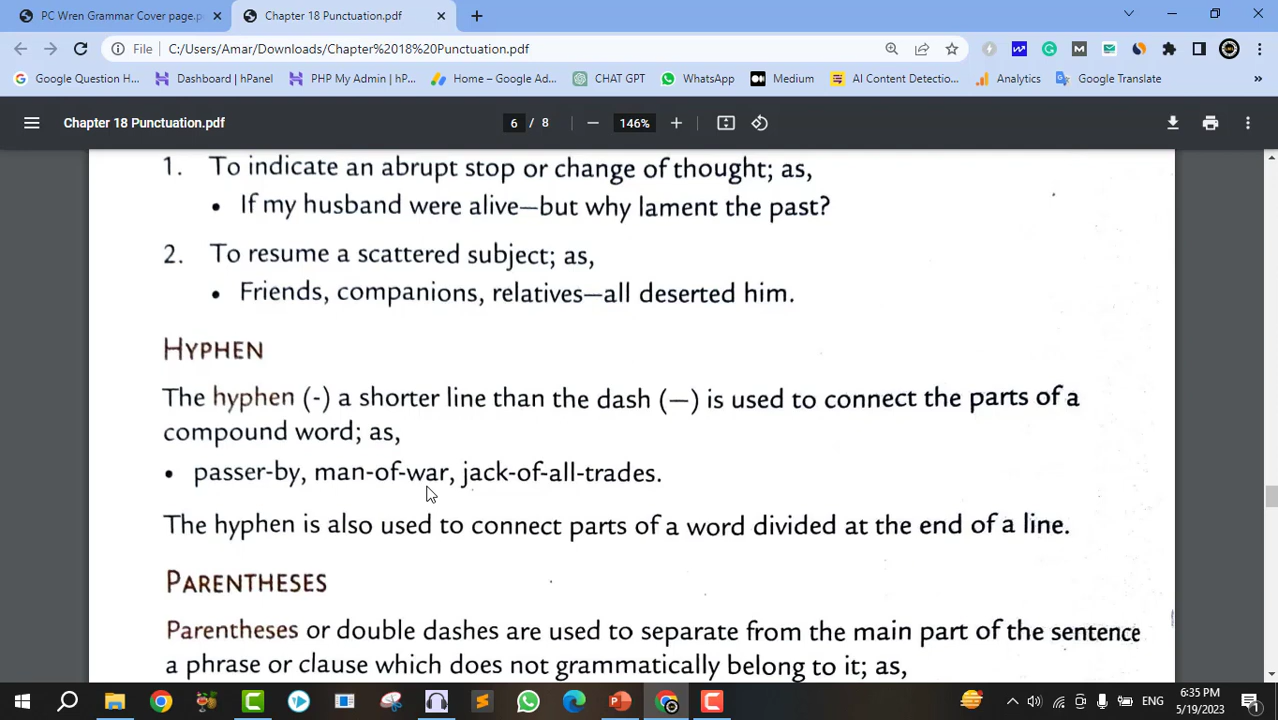 PC Wren Grammar Cover page.p
Chapter 18 Punctuation.pdf
File
C:/Users/Amar/Downloads/Chapter%2018%20Punctuation.pdf
Google Question H...
Dashboard | hPanel
PHP My Admin | hP...
Home – Google Ad...
CHAT GPT
WhatsApp
Medium
AI Content Detectio...
Analytics
Google Translate
»
Chapter 18 Punctuation.pdf
6 / 8
146%
1. To indicate an abrupt stop or change of thought; as,
• If my husband were alive—but why lament the past?
2. To resume a scattered subject; as,
• Friends, companions, relatives—all deserted him.
HYPHEN
The hyphen (-) a shorter line than the dash (—) is used to connect the parts of a
compound word; as,
• passer-by, man-of-war, jack-of-all-trades.
The hyphen is also used to connect parts of a word divided at the end of a line.
PARENTHESES
Parentheses or double dashes are used to separate from the main part of the sentence
a phrase or clause which does not grammatically belong to it; as,
ENG
6:35 PM
5/19/2023